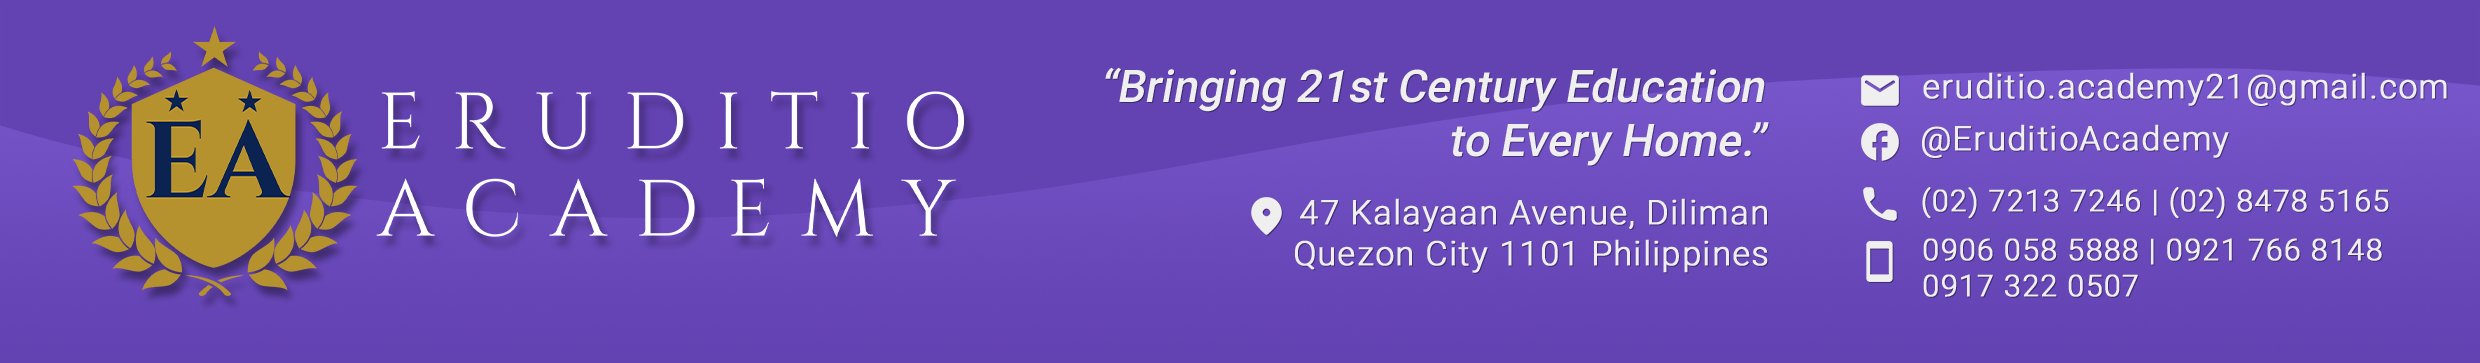 EA
ERUDITIO
ACADEMY
“Bringing 21st Century Education
to Every Home.”
47 Kalayaan Avenue, Diliman
Quezon City 1101 Philippines
eruditio.academy21@gmail.com
@EruditioAcademy
(02) 7213 7246 | (02) 8478 5165
0906 058 5888 | 0921 766 8148
0917 322 0507